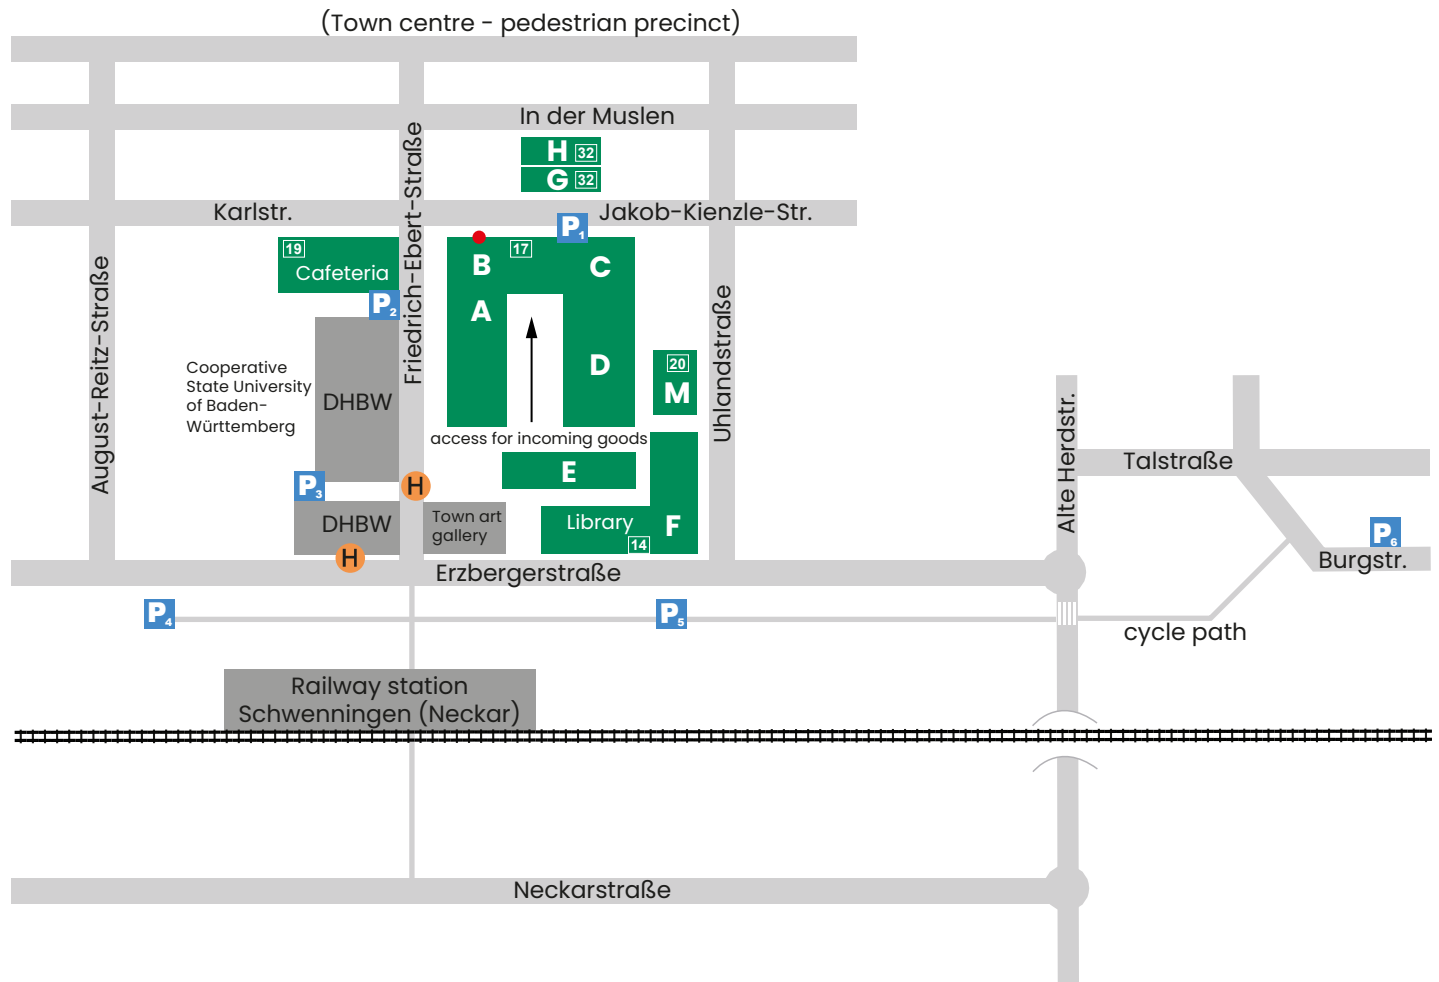 (Town centre - pedestrian precinct)
In der Muslen
H 32
G 32
Karlstr.
Jakob-Kienzle-Str.
Friedrich-Ebert-Straße
August-Reitz-Straße
Uhlandstraße
P1
19
Cafeteria
17
B
C
A
P2
D
20
M
Cooperative
State University
of Baden-
Württemberg
DHBW
access for incoming goods
E
P3
H
DHBW
Town art
gallery
Library
F
14
H
Erzbergerstraße
Alte Herdstr.
Talstraße
P6
Burgstr.
P4
P5
cycle path
Railway station
Schwenningen (Neckar)
Neckarstraße